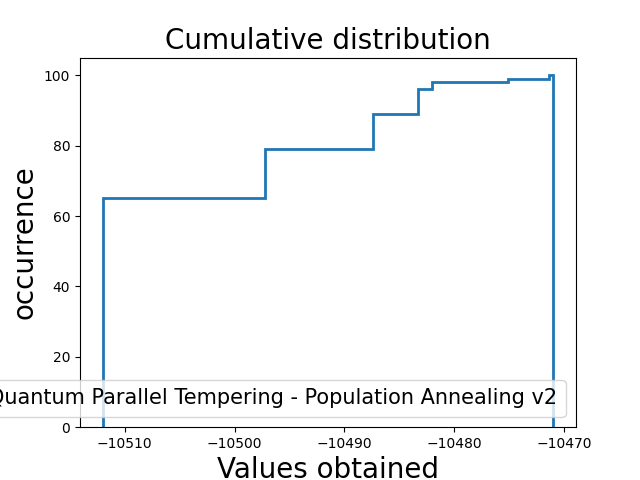 Cumulative distribution
occurrence
100
80
60
40
20
0
Parallel Tempering - Population Annealing v2
−10510 −10500 −10490 −10480 −10470
Values obtained